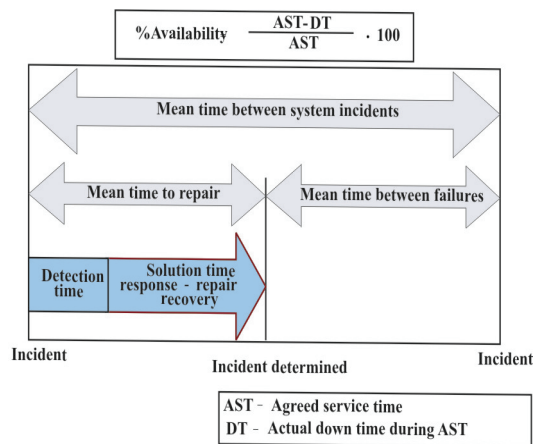 %Availability AST-DT
AST · 100
Mean time between system incidents
Mean time to repair
Mean time between failures
Detection
time
Solution time
response - repair
recovery
Incident
Incident determined
Incident
AST - Agreed service time
DT - Actual down time during AST